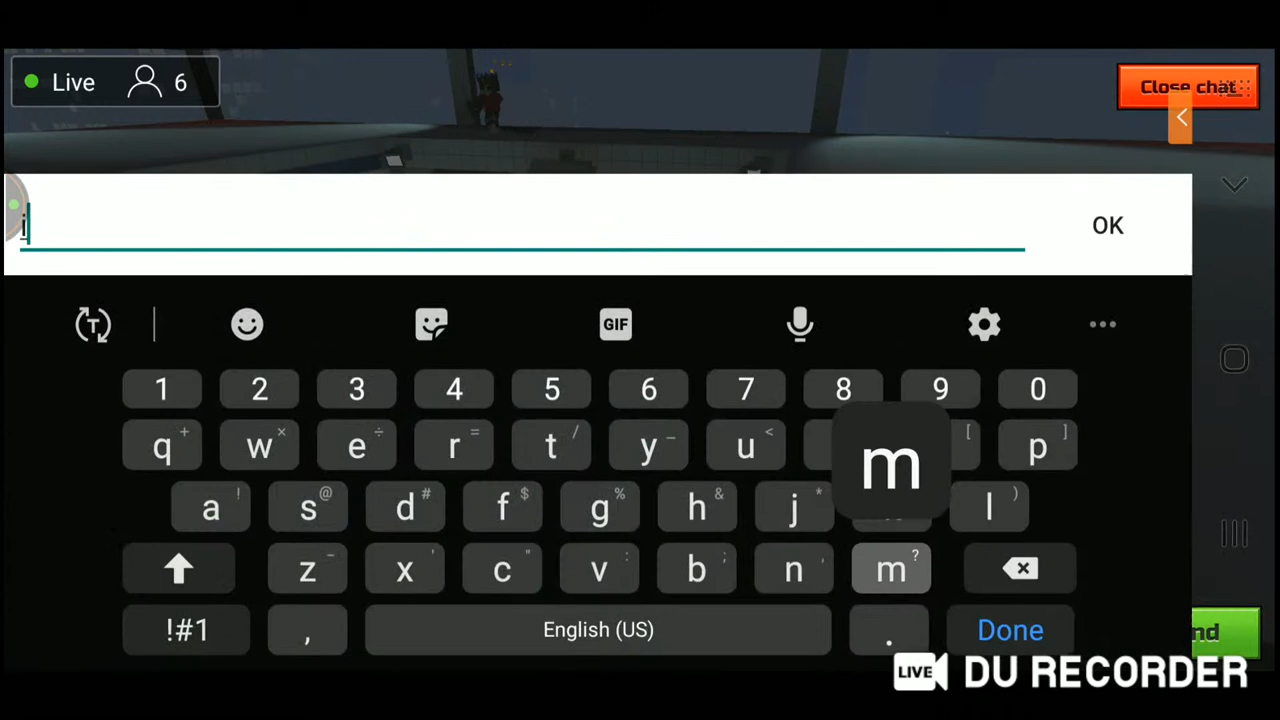 Live 6
Close chat
i
OK
GIF
1 2 3 4 5 6 7 8 9 0
q + w × e ÷ r = t / y _ u < [ p ]
m
a ! s @ d # f $ g % h & j * l )
z - x ' c " v : b ; n , m ?
!#1 , English (US) . Done
nd
LIVE DU RECORDER